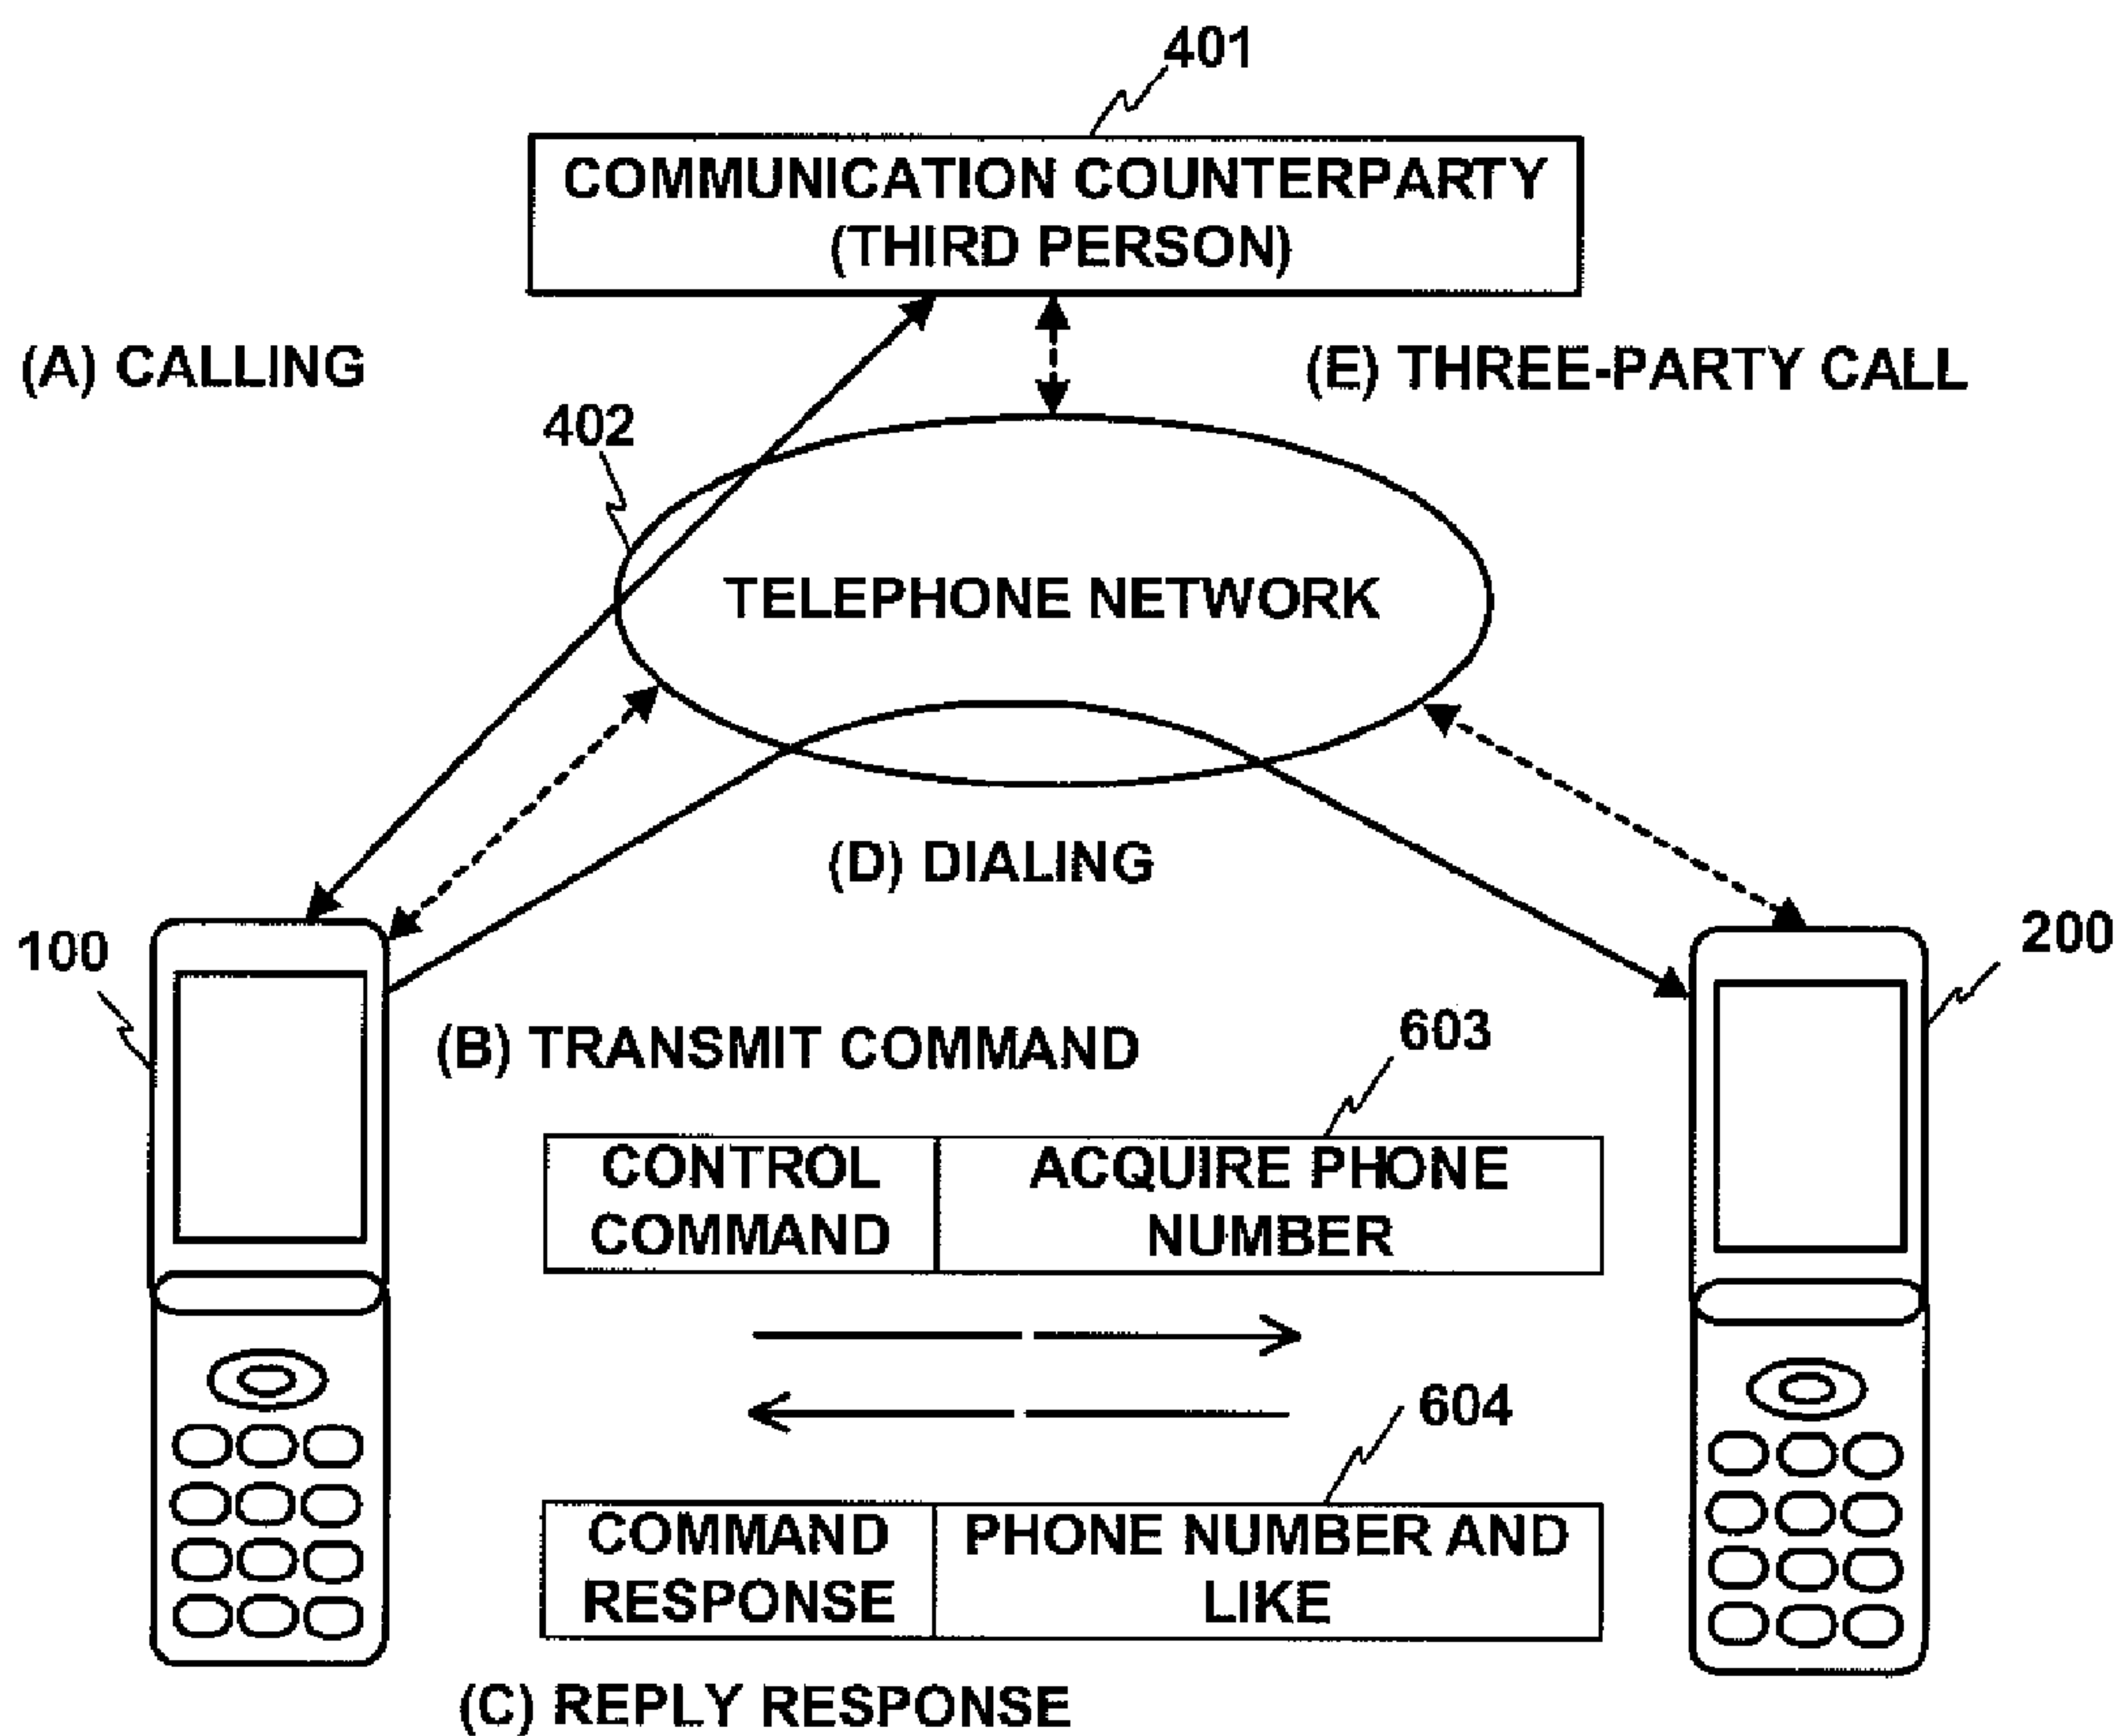 401
COMMUNICATION COUNTERPARTY
(THIRD PERSON)
(A) CALLING
(E) THREE-PARTY CALL
402
TELEPHONE NETWORK
(D) DIALING
100
200
(B) TRANSMIT COMMAND
603
CONTROL
COMMAND
ACQUIRE PHONE
NUMBER
604
COMMAND
RESPONSE
PHONE NUMBER AND
LIKE
(C) REPLY RESPONSE